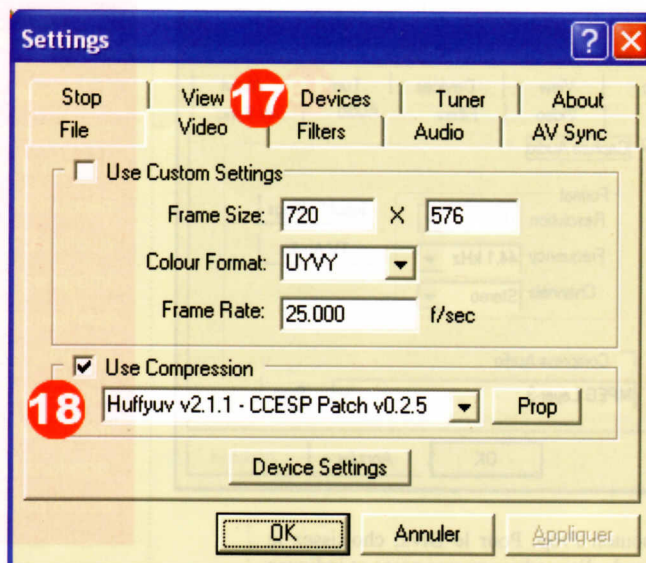 Settings
Stop View 17 Devices Tuner About
File Video Filters Audio AV Sync
Use Custom Settings
Frame Size: 720 X 576
Colour Format: UYVY
Frame Rate: 25.000 f/sec
Use Compression
18 Huffyuv v2.1.1 - CCESP Patch v0.2.5 Prop
Device Settings
OK Annuler Appliquer